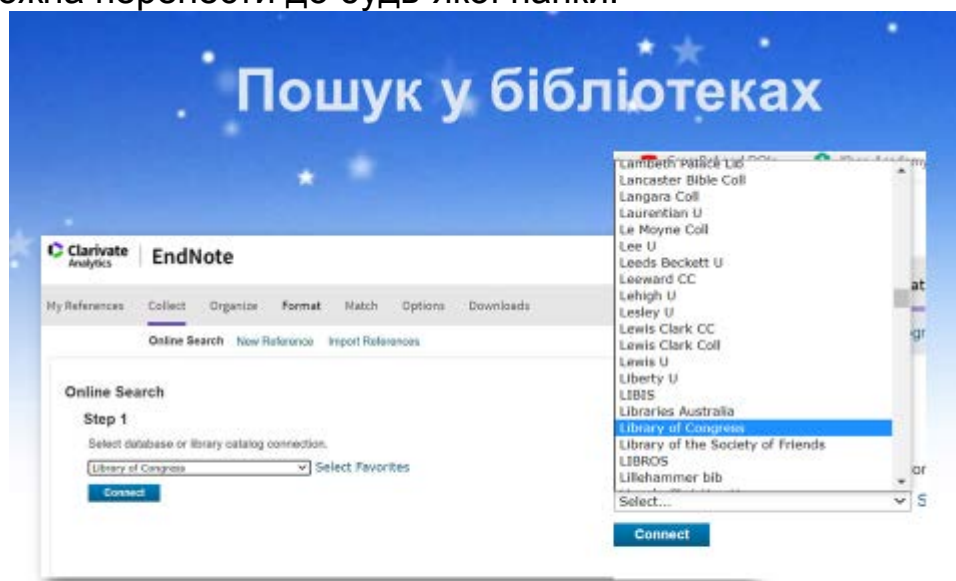 до будь-якої папки.
Пошук у бібліотеках
Clarivate
Analytics
EndNote
My References Collect Organize Format Match Options Downloads
Online Search New Reference Import References
Online Search
Step 1
Select database or library catalog connection.
Library of Congress
Select Favorites
Connect
Lambeth Palace Lib
Lancaster Bible Coll
Langara Coll
Laurentian U
Le Moyne Coll
Lee U
Leeds Beckett U
Leeward CC
Lehigh U
Lesley U
Lewis Clark CC
Lewis Clark Coll
Lewis U
Liberty U
LIBIS
Libraries Australia
Library of Congress
Library of the Society of Friends
LIBROS
Lillehammer bib
Select...
Connect